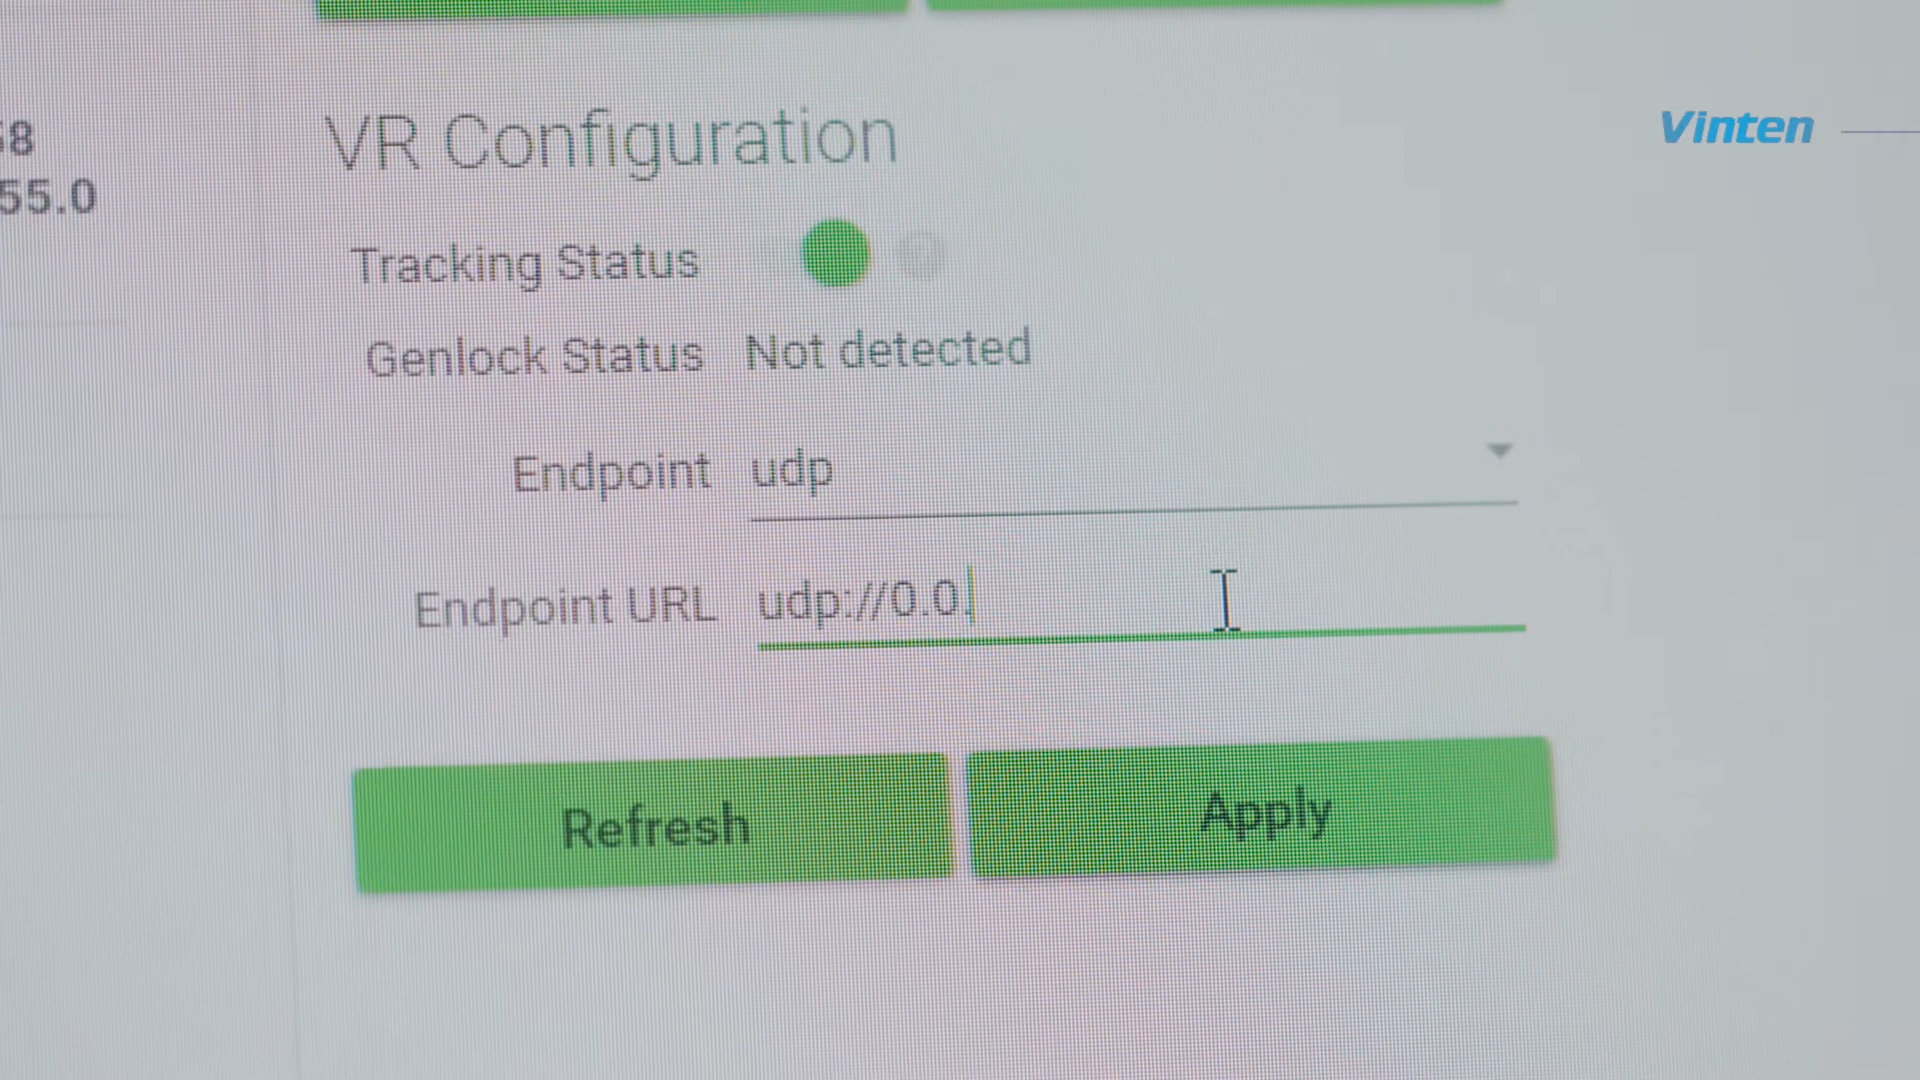 58
55.0
VR Configuration
Vinten
Tracking Status
Genlock Status Not detected
Endpoint udp
Endpoint URL udp://0.0.
Refresh Apply